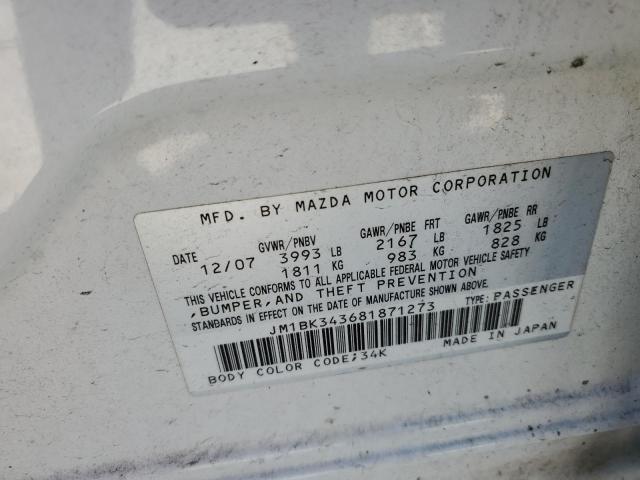 MFD. BY MAZDA MOTOR CORPORATION
DATE GVWR/PNBV GAWR/PNBE FRT GAWR/PNBE RR
12/07 3993 LB 2167 LB 1825 LB
1811 KG 983 KG 828 KG
THIS VEHICLE CONFORMS TO ALL APPLICABLE FEDERAL MOTOR VEHICLE SAFETY
,BUMPER,AND THEFT PREVENTION
STANDARDS IN EFFECT ON THE DATE OF MANUFACTURE SHOWN ABOVE.
JM1BK343681871273 TYPE: PASSENGER
BODY COLOR CODE;34K MADE IN JAPAN